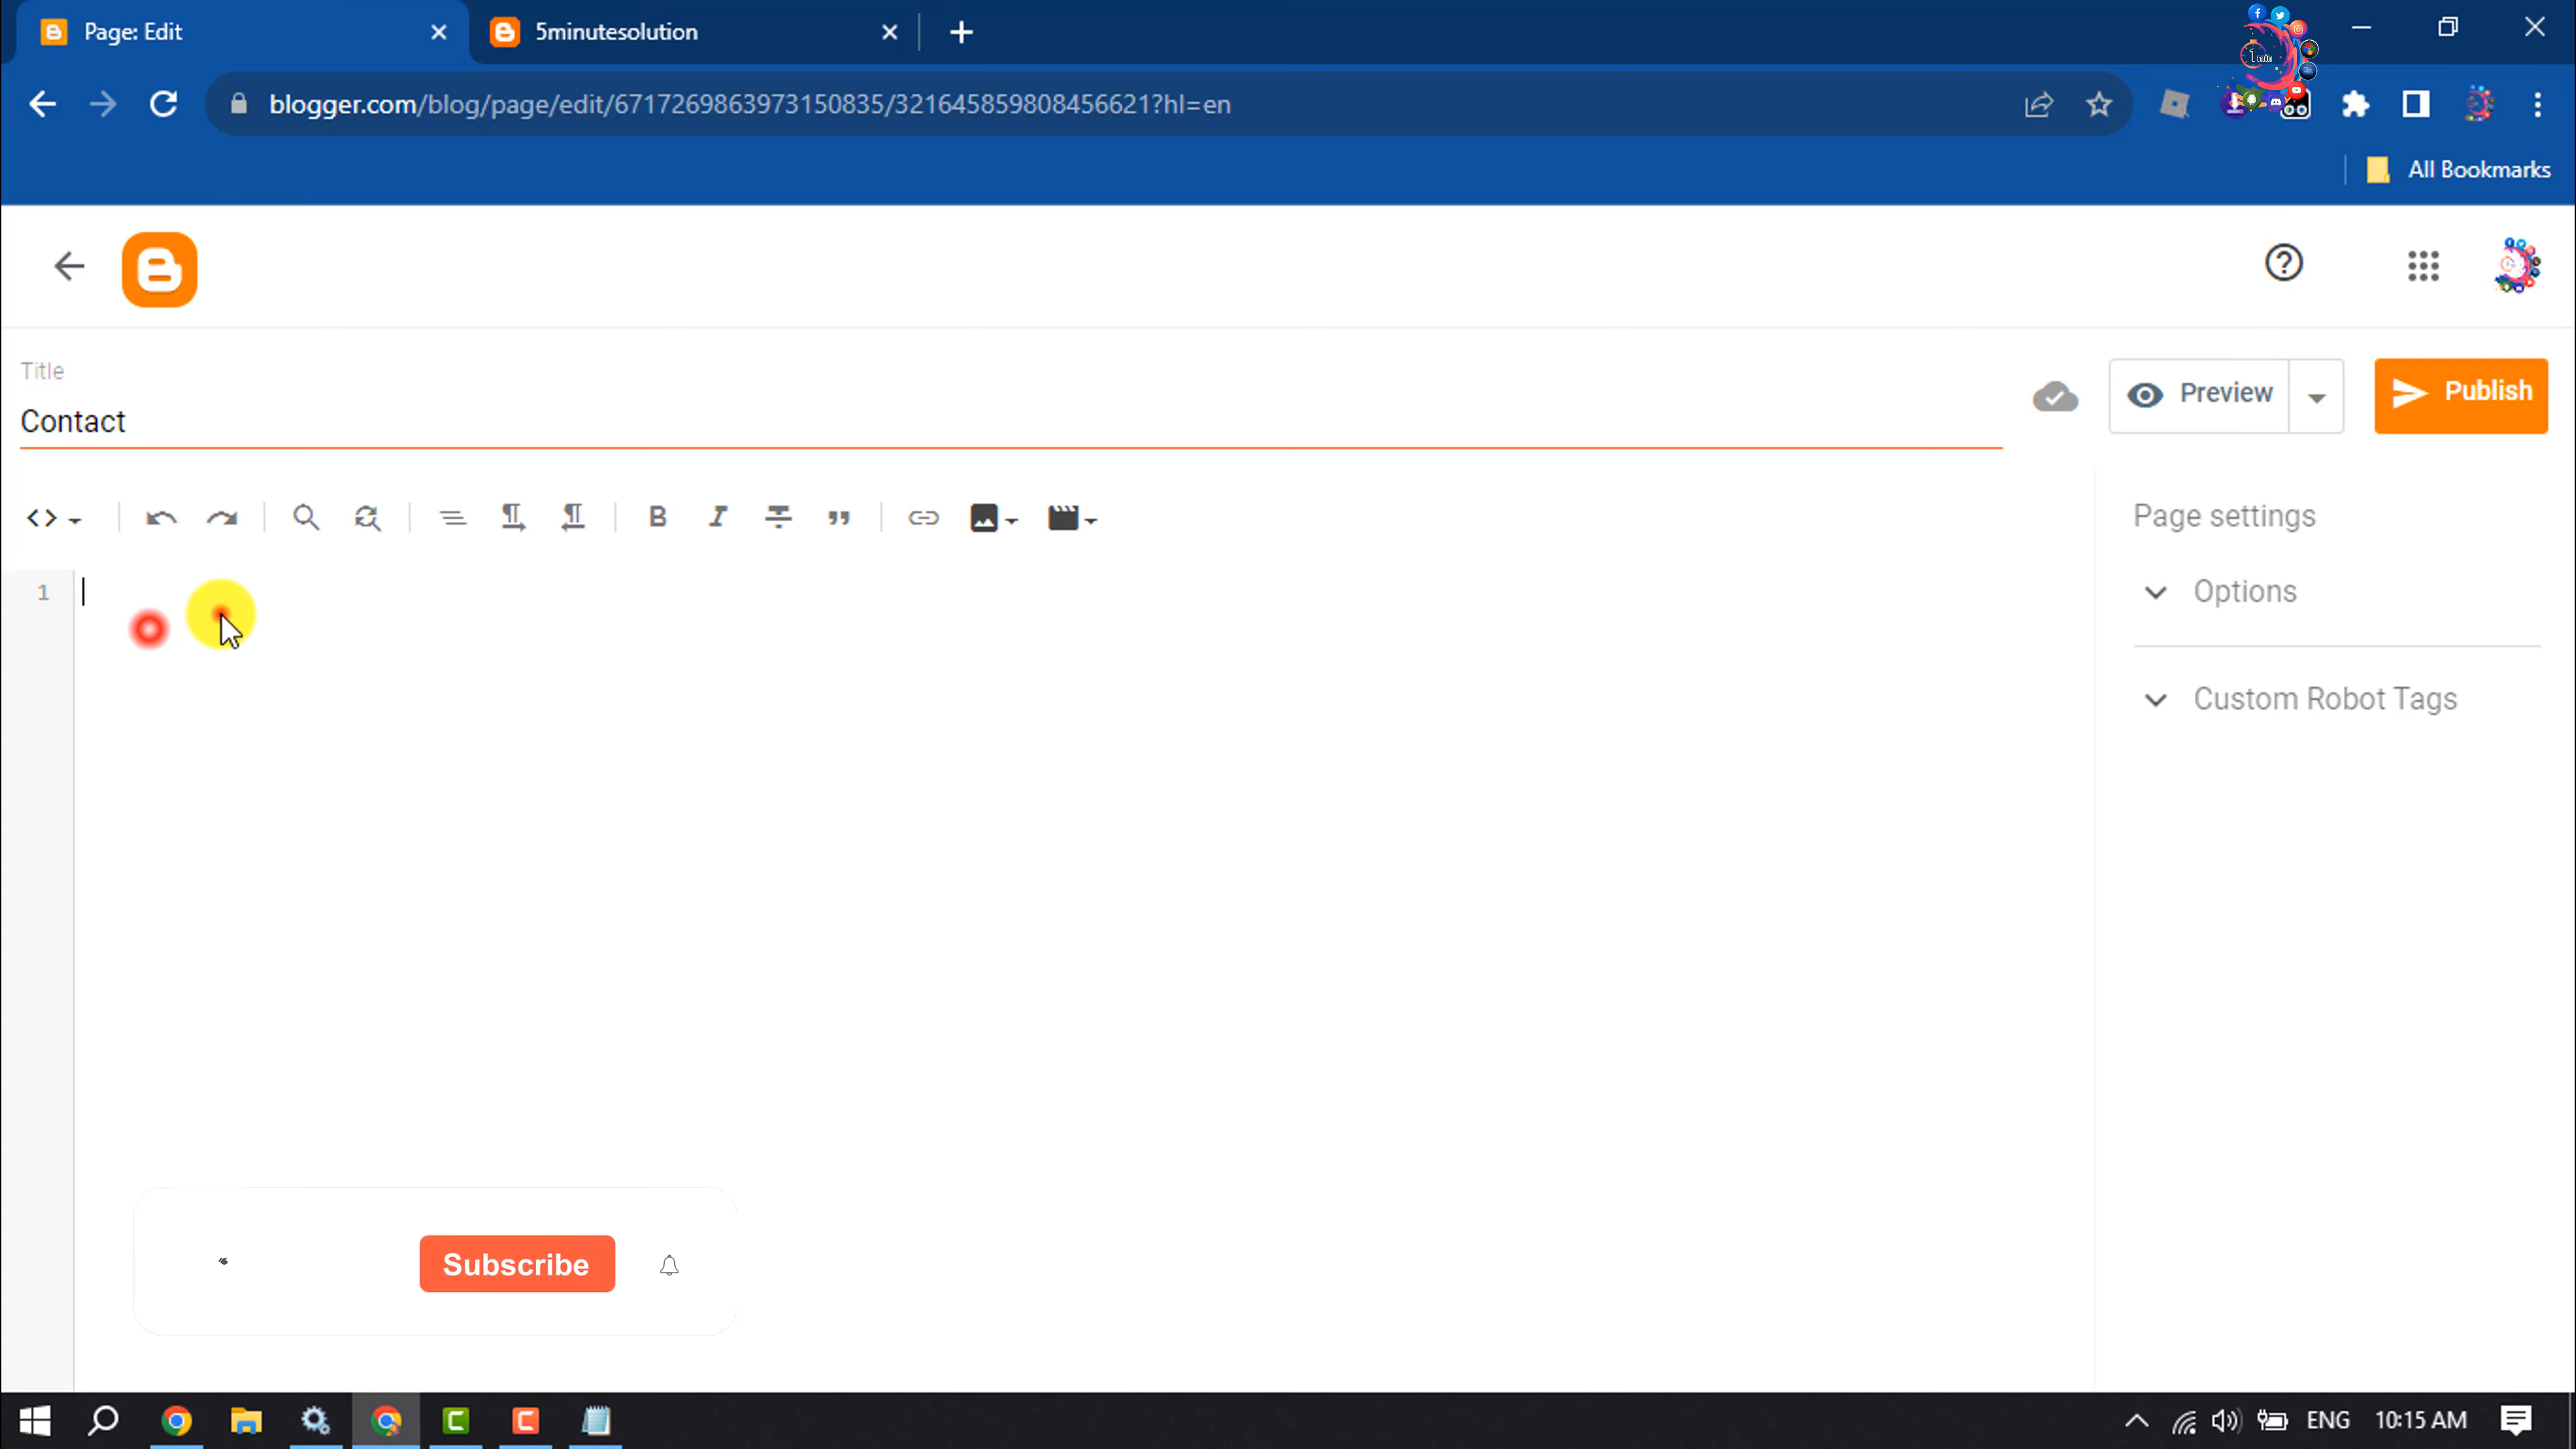 Page: Edit
5minutesolution
blogger.com/blog/page/edit/6717269863973150835/321645859808456621?hl=en
All Bookmarks
Title
Contact
Preview
Publish
Page settings
1
Options
Custom Robot Tags
Subscribe
ENG
10:15 AM